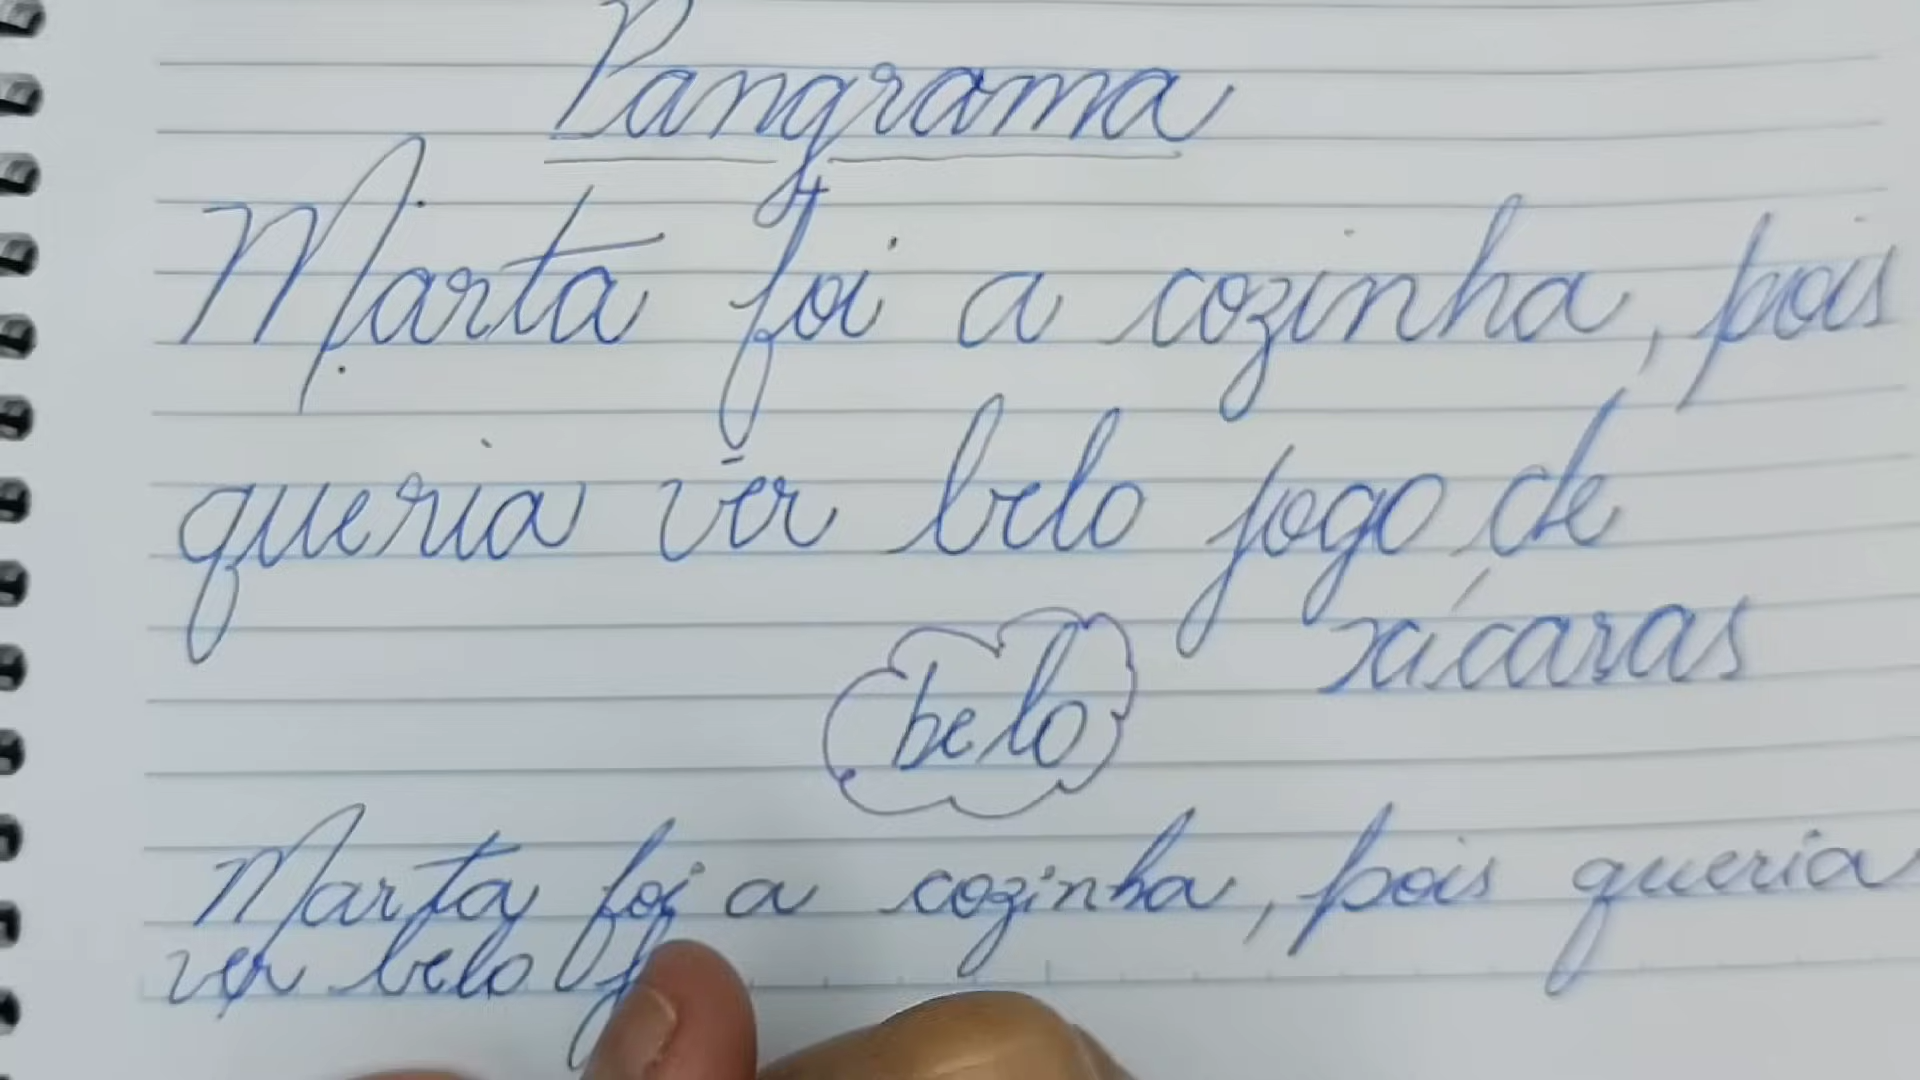 Pangrama
Marta foi a cozinha, pois
queria ver belo jogo de
xícaras
belo
Marta foi a cozinha, pois queria
ver belo j